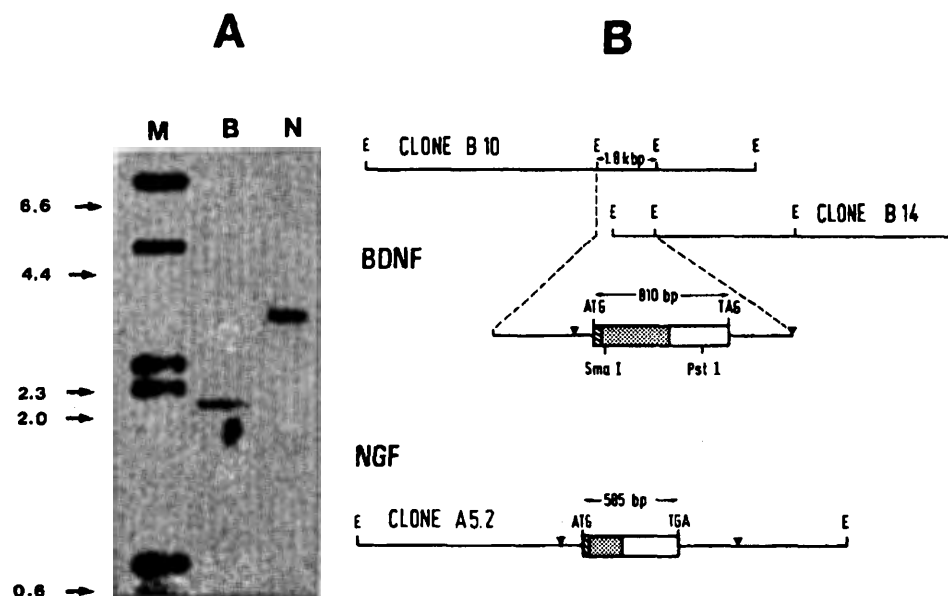 A
B
M B N
6.6
4.4
2.3
2.0
0.6
E CLONE B 10 E E E
1.8 kbp
E E E CLONE B 14
BDNF
810 bp
ATG TAG
Sma I Pst 1
NGF
585 bp
E CLONE A 5.2 ATG TGA E